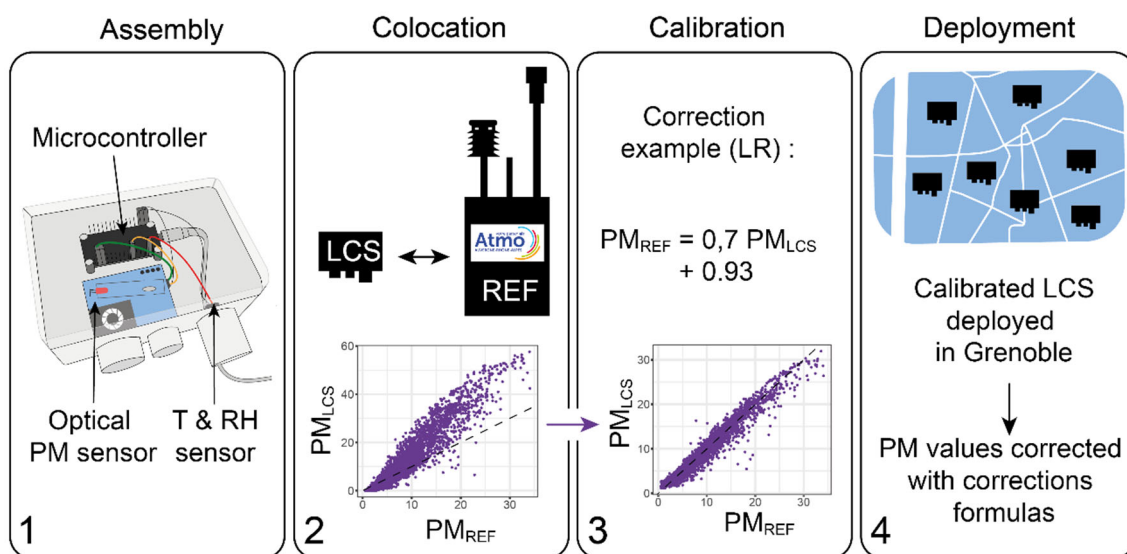 Assembly
Colocation
Calibration
Deployment
Microcontroller
Optical
PM sensor
T & RH
sensor
1
LCS
Atmo
REF
60
40
20
0
PMLCS
0
10
20
30
PMREF
2
Correction
example (LR) :
PMREF = 0,7 PMLCS
+ 0.93
30
20
10
0
PMLCS
0
10
20
30
PMREF
3
Calibrated LCS
deployed
in Grenoble
PM values corrected
with corrections
formulas
4